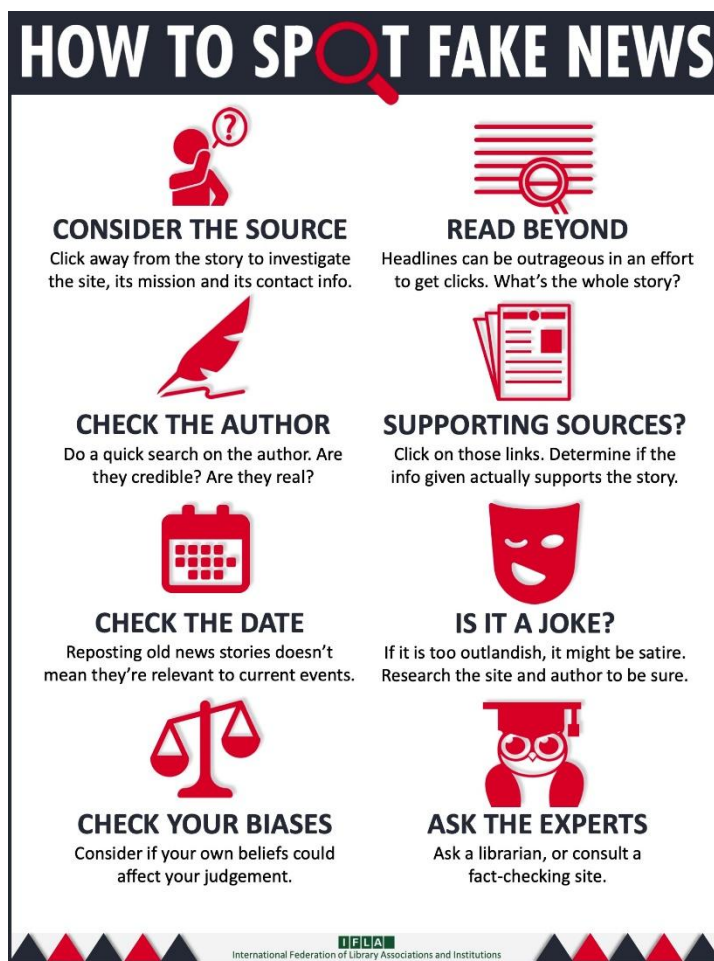 HOW TO SPOT FAKE NEWS
?
CONSIDER THE SOURCE
Click away from the story to investigate
the site, its mission and its contact info.
READ BEYOND
Headlines can be outrageous in an effort
to get clicks. What's the whole story?
CHECK THE AUTHOR
Do a quick search on the author. Are
they credible? Are they real?
SUPPORTING SOURCES?
Click on those links. Determine if the
info given actually supports the story.
CHECK THE DATE
Reposting old news stories doesn't
mean they're relevant to current events.
IS IT A JOKE?
If it is too outlandish, it might be satire.
Research the site and author to be sure.
CHECK YOUR BIASES
Consider if your own beliefs could
affect your judgement.
ASK THE EXPERTS
Ask a librarian, or consult a
fact-checking site.
IFLA
International Federation of Library Associations and Institutions